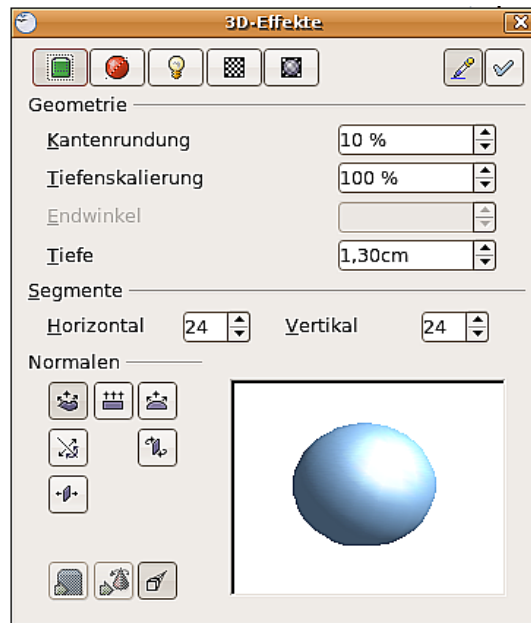 3D-Effekte
Geometrie
Kantenrundung 10 %
Tiefenskalierung 100 %
Endwinkel
Tiefe 1,30cm
Segmente
Horizontal 24 Vertikal 24
Normalen